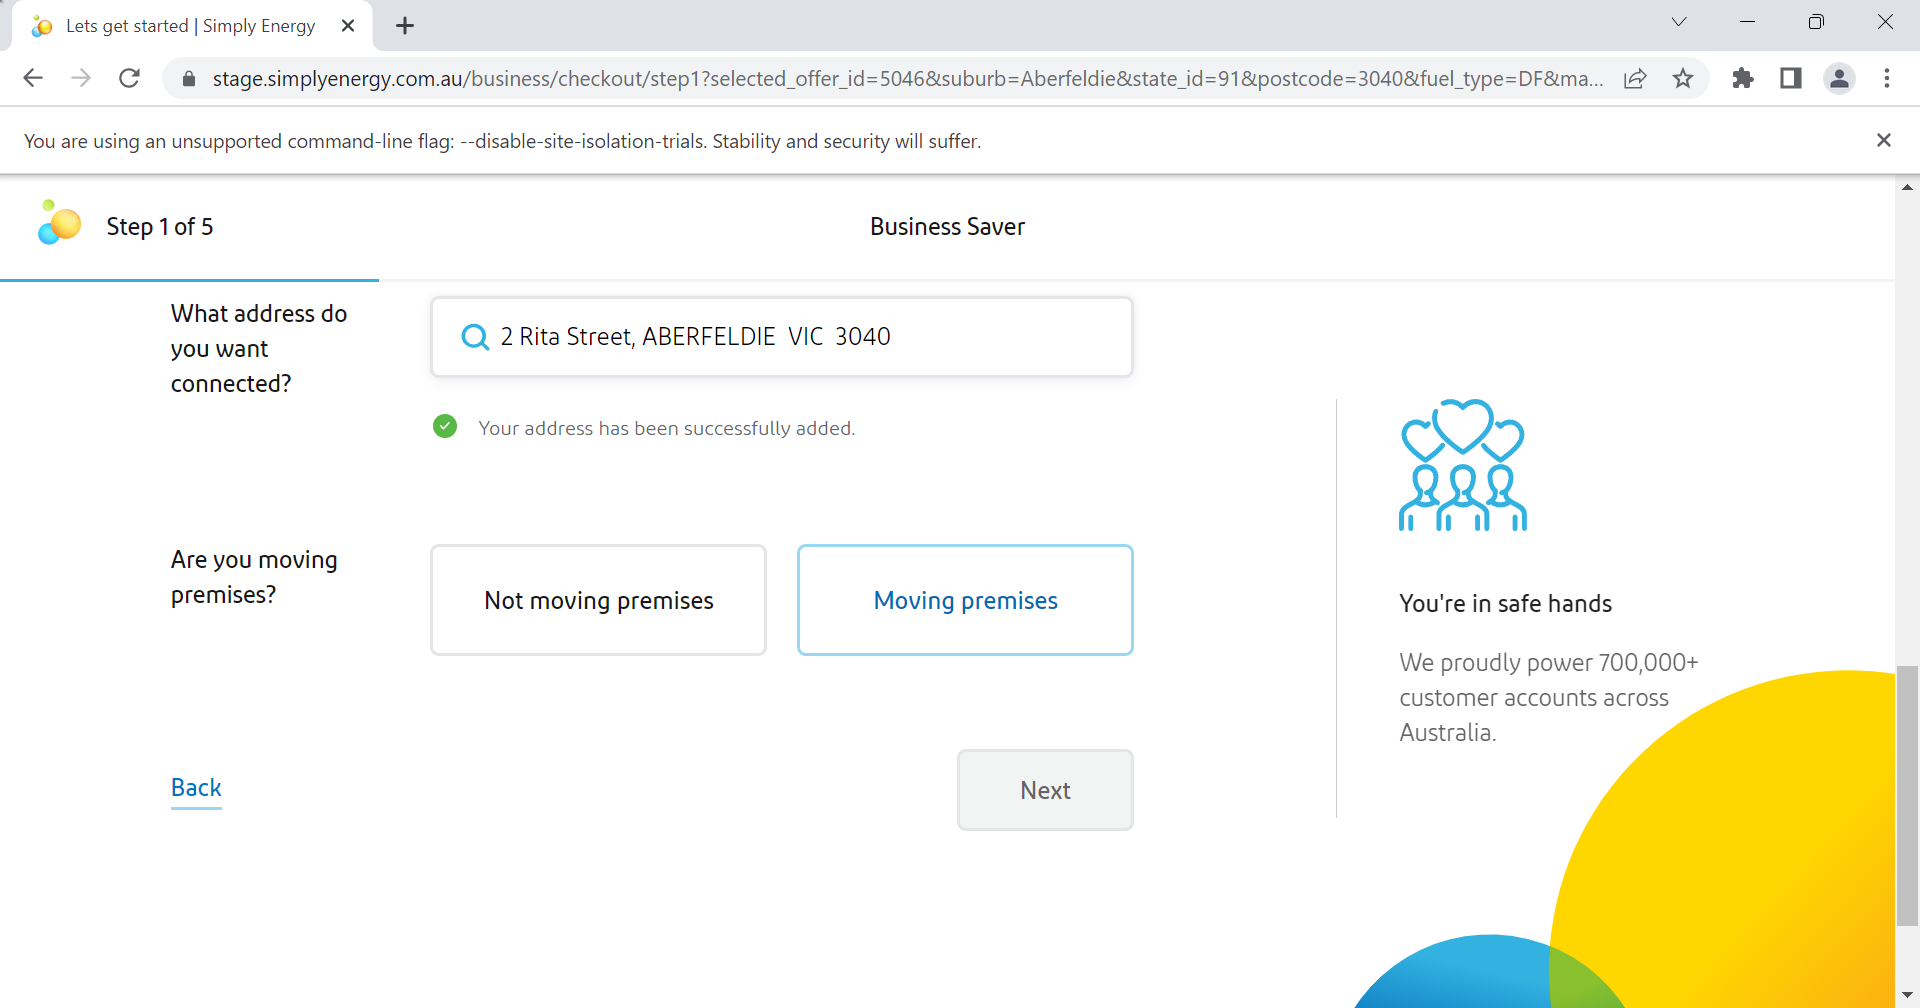 Lets get started | Simply Energy
stage.simplyenergy.com.au/business/checkout/step1?selected_offer_id=5046&suburb=Aberfeldie&state_id=91&postcode=3040&fuel_type=DF&ma...
You are using an unsupported command-line flag: --disable-site-isolation-trials. Stability and security will suffer.
Step 1 of 5
Business Saver
What address do
you want
connected?
2 Rita Street, ABERFELDIE  VIC  3040
Your address has been successfully added.
Are you moving
premises?
Not moving premises
Moving premises
You're in safe hands
We proudly power 700,000+
customer accounts across
Australia.
Back
Next